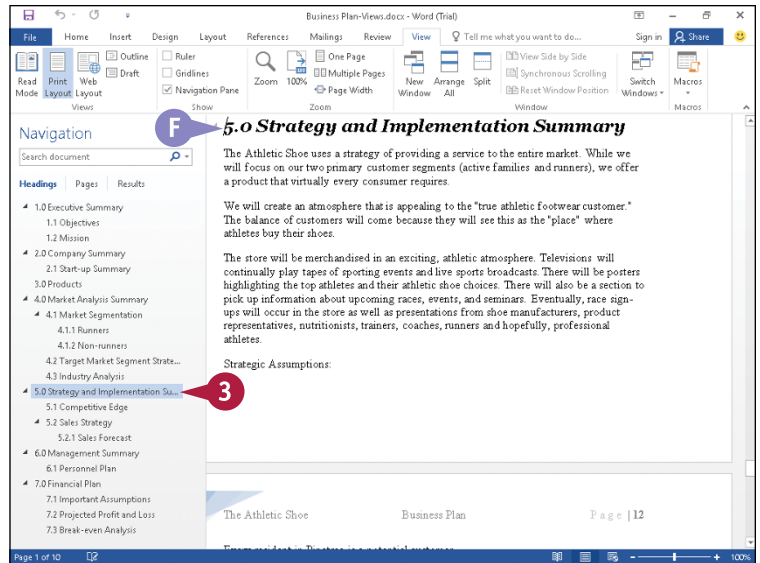 Business Plan-Views.docx - Word (Trial)
File Home Insert Design Layout References Mailings Review View Tell me what you want to do... Sign in Share
Read Mode
Print Layout
Web Layout
Outline
Draft
Views
Ruler
Gridlines
Navigation Pane
Show
Zoom
100%
One Page
Multiple Pages
Page Width
Zoom
New Window
Arrange All
Split
View Side by Side
Synchronous Scrolling
Reset Window Position
Window
Switch Windows
Macros
Macros
Navigation
Search document
Headings Pages Results
1.0 Executive Summary
1.1 Objectives
1.2 Mission
2.0 Company Summary
2.1 Start-up Summary
3.0 Products
4.0 Market Analysis Summary
4.1 Market Segmentation
4.1.1 Runners
4.1.2 Non-runners
4.2 Target Market Segment Strate...
4.3 Industry Analysis
5.0 Strategy and Implementation Su...
5.1 Competitive Edge
5.2 Sales Strategy
5.2.1 Sales Forecast
6.0 Management Summary
6.1 Personnel Plan
7.0 Financial Plan
7.1 Important Assumptions
7.2 Projected Profit and Loss
7.3 Break-even Analysis
3
F
5.0 Strategy and Implementation Summary
The Athletic Shoe uses a strategy of providing a service to the entire market. While we
will focus on our two primary customer segments (active families and runners), we offer
a product that virtually every consumer requires.
We will create an atmosphere that is appealing to the "true athletic footwear customer."
The balance of customers will come because they will see this as the "place" where
athletes buy their shoes.
The store will be merchandised in an exciting, athletic atmosphere. Televisions will
continually play tapes of sporting events and live sports broadcasts. There will be posters
highlighting the top athletes and their athletic shoe choices. There will also be a section to
pick up information about upcoming races, events, and seminars. Eventually, race sign-
ups will occur in the store as well as presentations from shoe manufacturers, product
representatives, nutritionists, trainers, coaches, runners and hopefully, professional
athletes.
Strategic Assumptions:
The Athletic Shoe Business Plan Page | 12
Page 1 of 10
100%